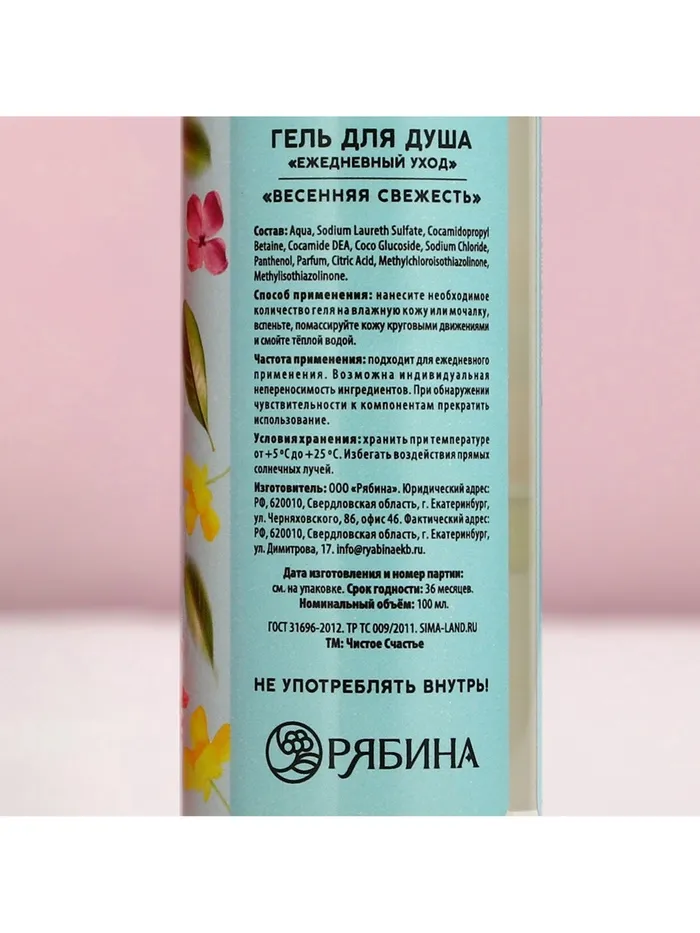 ГЕЛЬ ДЛЯ ДУША
«ЕЖЕДНЕВНЫЙ УХОД»
«ВЕСЕННЯЯ СВЕЖЕСТЬ»
Состав: Aqua, Sodium Laureth Sulfate, Cocamidopropyl
Betaine, Cocamide DEA, Coco Glucoside, Sodium Chloride,
Panthenol, Parfum, Citric Acid, Methylchloroisothiazolinone,
Methylisothiazolinone.
Способ применения: нанесите необходимое
количество геля на влажную кожу или мочалку,
вспеньте, помассируйте кожу круговыми движениями
и смойте тёплой водой.
Частота применения: подходит для ежедневного
применения. Возможна индивидуальная
непереносимость ингредиентов. При обнаружении
чувствительности к компонентам прекратить
использование.
Условия хранения: хранить при температуре
от +5 °С до +25 °С. Избегать воздействия прямых
солнечных лучей.
Изготовитель: ООО «Рябина». Юридический адрес:
РФ, 620010, Свердловская область, г. Екатеринбург,
ул. Черняховского, 86, офис 46. Фактический адрес:
РФ, 620010, Свердловская область, г. Екатеринбург,
ул. Димитрова, 17. info@ryabinaekb.ru.
Дата изготовления и номер партии:
см. на упаковке. Срок годности: 36 месяцев.
Номинальный объём: 100 мл.
ГОСТ 31696-2012. ТР ТС 009/2011. SIMA-LAND.RU
ТМ: Чистое Счастье
НЕ УПОТРЕБЛЯТЬ ВНУТРЬ!
РЯБИНА